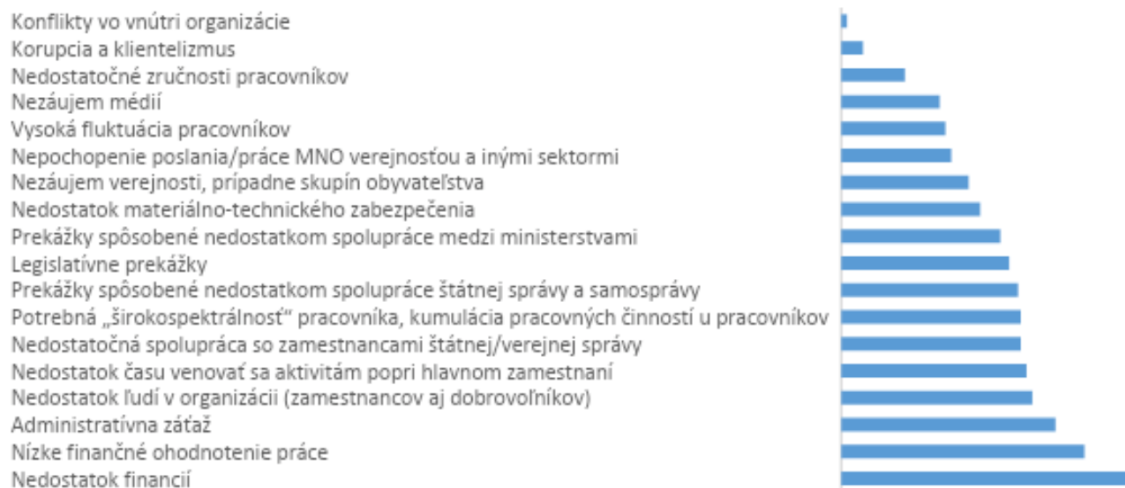 Konflikty vo vnútri organizácie
Korupcia a klientelizmus
Nedostatočné zručnosti pracovníkov
Nezáujem médií
Vysoká fluktuácia pracovníkov
Nepochopenie poslania/práce MNO verejnosťou a inými sektormi
Nezáujem verejnosti, prípadne skupín obyvateľstva
Nedostatok materiálno-technického zabezpečenia
Prekážky spôsobené nedostatkom spolupráce medzi ministerstvami
Legislatívne prekážky
Prekážky spôsobené nedostatkom spolupráce štátnej správy a samosprávy
Potrebná „širokospektrálnosť“ pracovníka, kumulácia pracovných činností u pracovníkov
Nedostatočná spolupráca so zamestnancami štátnej/verejnej správy
Nedostatok času venovať sa aktivitám popri hlavnom zamestnaní
Nedostatok ľudí v organizácii (zamestnancov aj dobrovoľníkov)
Administratívna záťaž
Nízke finančné ohodnotenie práce
Nedostatok financií